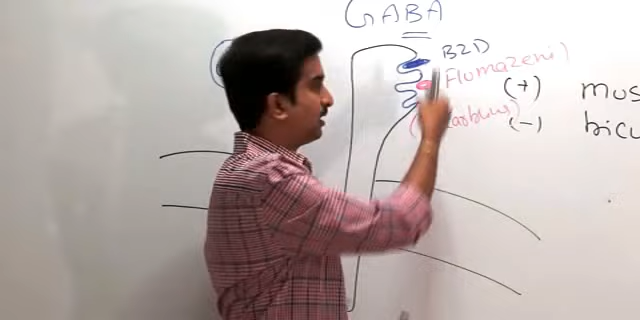 GABA
BZD
Flumazenil
(+) mus
(-) bicu